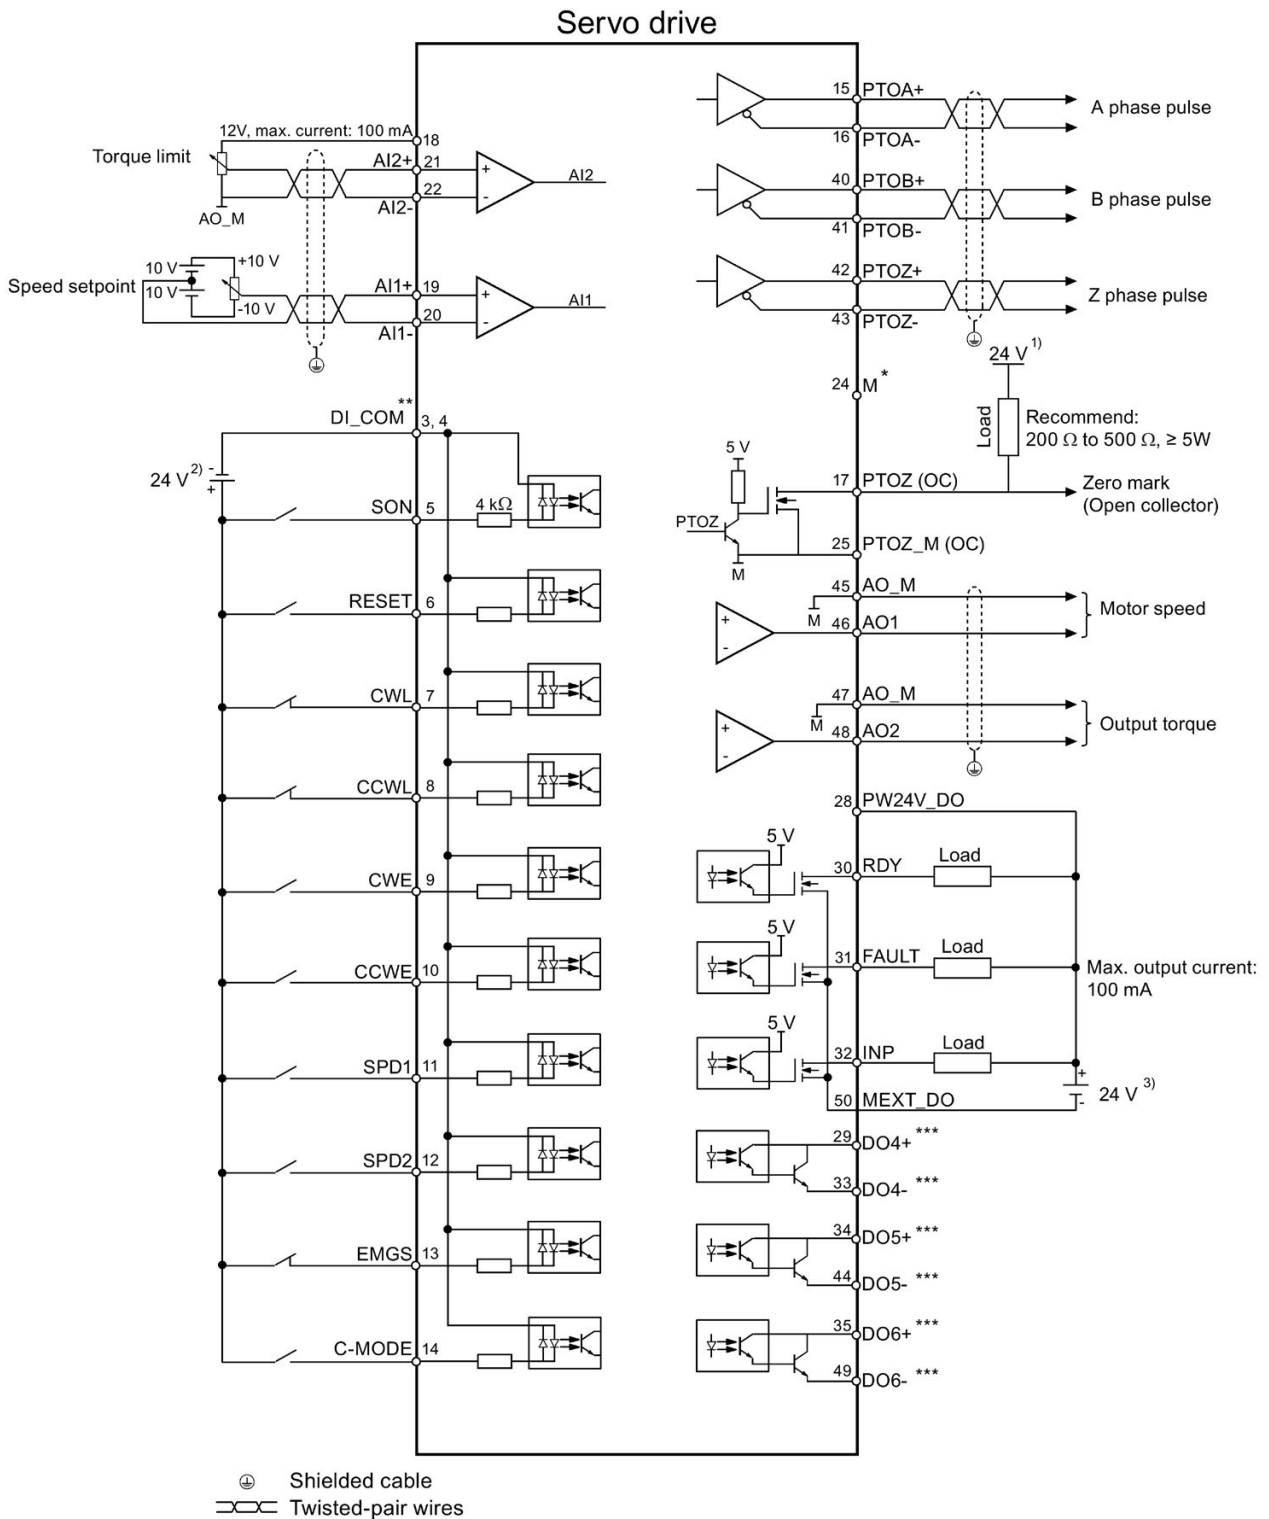 Servo drive
12V, max. current: 100 mA
18
Torque limit
AI2+
21
22
AI2-
AO_M
+
-
AI2
10 V
+10 V
Speed setpoint
10 V
-10 V
AI1+
19
20
AI1-
+
-
AI1
DI_COM **
3, 4
24 V 2)
-
+
SON
5
4 kΩ
RESET
6
CWL
7
CCWL
8
CWE
9
CCWE
10
SPD1
11
SPD2
12
EMGS
13
C-MODE
14
15
PTOA+
16
PTOA-
A phase pulse
40
PTOB+
41
PTOB-
B phase pulse
42
PTOZ+
43
PTOZ-
Z phase pulse
24
M *
24 V 1)
Load
Recommend:
200 Ω to 500 Ω, ≥ 5W
5 V
17
PTOZ (OC)
Zero mark
(Open collector)
PTOZ
M
25
PTOZ_M (OC)
45
AO_M
M
46
AO1
+
-
Motor speed
47
AO_M
M
48
AO2
+
-
Output torque
28
PW24V_DO
5 V
30
RDY
Load
5 V
31
FAULT
Load
Max. output current:
100 mA
5 V
32
INP
Load
+
24 V 3)
-
50
MEXT_DO
29
DO4+ ***
33
DO4- ***
34
DO5+ ***
44
DO5- ***
35
DO6+ ***
49
DO6- ***
Shielded cable
Twisted-pair wires